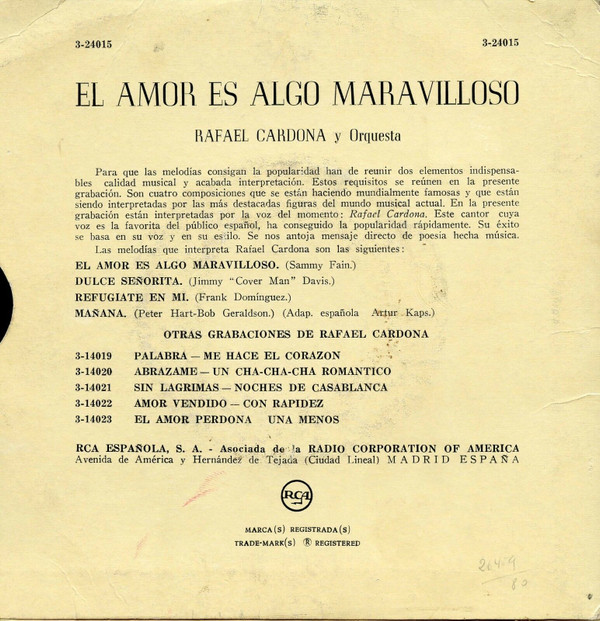 3-24015 3-24015
EL AMOR ES ALGO MARAVILLOSO
RAFAEL CARDONA y Orquesta
Para que las melodías consigan la popularidad han de reunir dos elementos indispensa-
bles calidad musical y acabada interpretación. Estos requisitos se reúnen en la presente
grabación. Son cuatro composiciones que se están haciendo mundialmente famosas y que están
siendo interpretadas por las más destacadas figuras del mundo musical actual. En la presente
grabación están interpretadas por la voz del momento: Rafael Cardona. Este cantor cuya
voz es la favorita del público español, ha conseguido la popularidad rápidamente. Su éxito
se basa en su voz y en su estilo. Se nos antoja mensaje directo de poesía hecha música.
Las melodías que interpreta Rafael Cardona son las siguientes:
EL AMOR ES ALGO MARAVILLOSO. (Sammy Fain.)
DULCE SEÑORITA. (Jimmy "Cover Man" Davis.)
REFUGIATE EN MI. (Frank Domínguez.)
MAÑANA. (Peter Hart-Bob Geraldson.) (Adap. española Artur Kaps.)
OTRAS GRABACIONES DE RAFAEL CARDONA
3-14019 PALABRA — ME HACE EL CORAZON
3-14020 ABRAZAME — UN CHA-CHA-CHA ROMANTICO
3-14021 SIN LAGRIMAS — NOCHES DE CASABLANCA
3-14022 AMOR VENDIDO — CON RAPIDEZ
3-14023 EL AMOR PERDONA UNA MENOS
RCA ESPAÑOLA, S. A. - Asociada de la RADIO CORPORATION OF AMERICA
Avenida de América y Hernández de Tejada (Ciudad Lineal) MADRID ESPAÑA
RCA
MARCA(S) REGISTRADA(S)
TRADE-MARK(S) ® REGISTERED